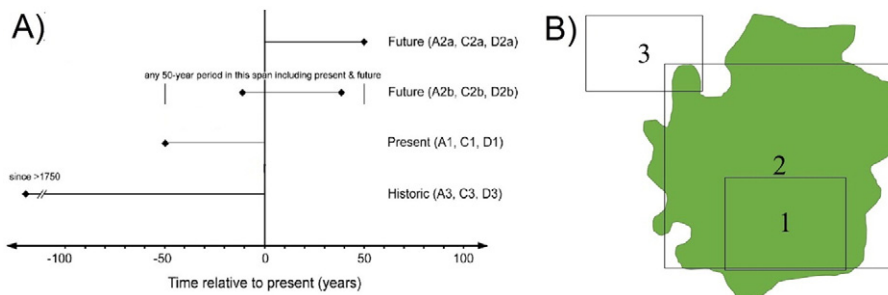 A)
Future (A2a, C2a, D2a)
any 50-year period in this span including present & future
Future (A2b, C2b, D2b)
Present (A1, C1, D1)
since >1750
Historic (A3, C3, D3)
-100 -50 0 50 100
Time relative to present (years)
B)
3
2
1